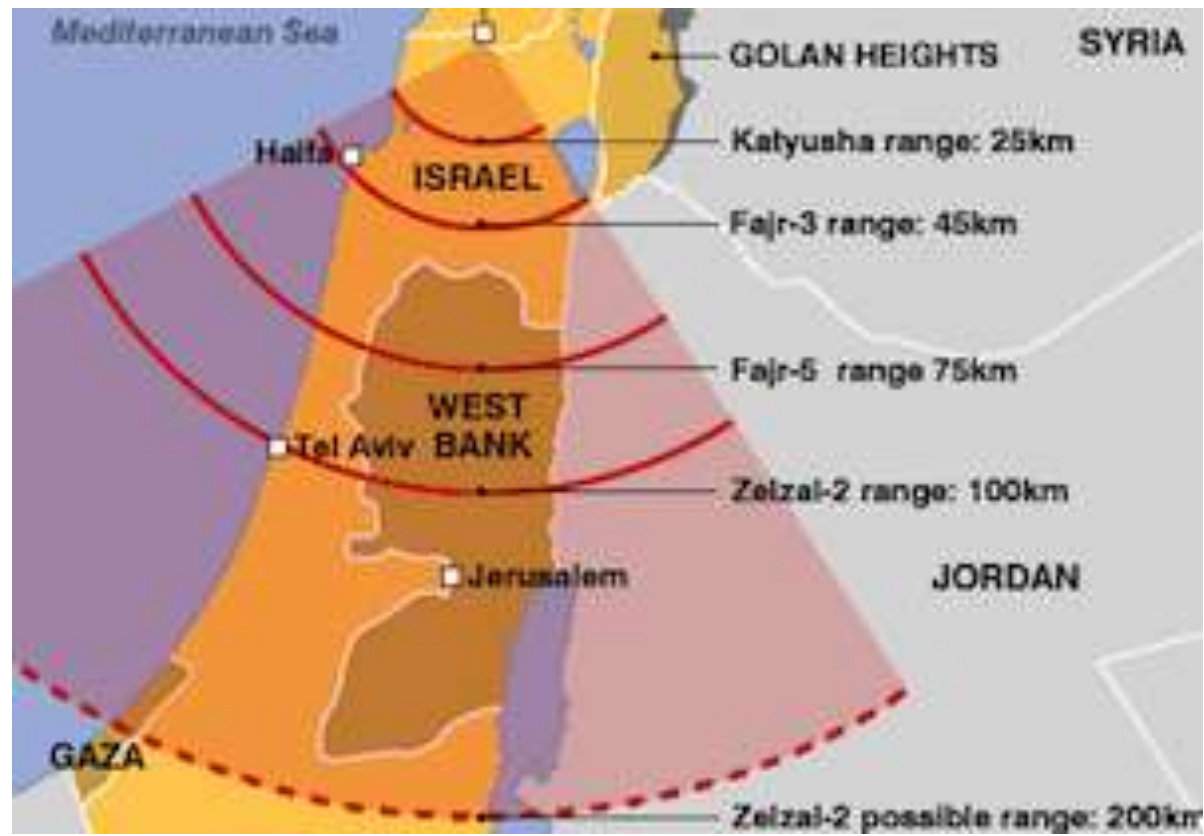 Mediterranean Sea
SYRIA
GOLAN HEIGHTS
Katyusha range: 25km
Haifa
ISRAEL
Fajr-3 range: 45km
Fajr-5 range 75km
WEST
BANK
Tel Aviv
Zelzal-2 range: 100km
Jerusalem
JORDAN
GAZA
Zelzal-2 possible range: 200km